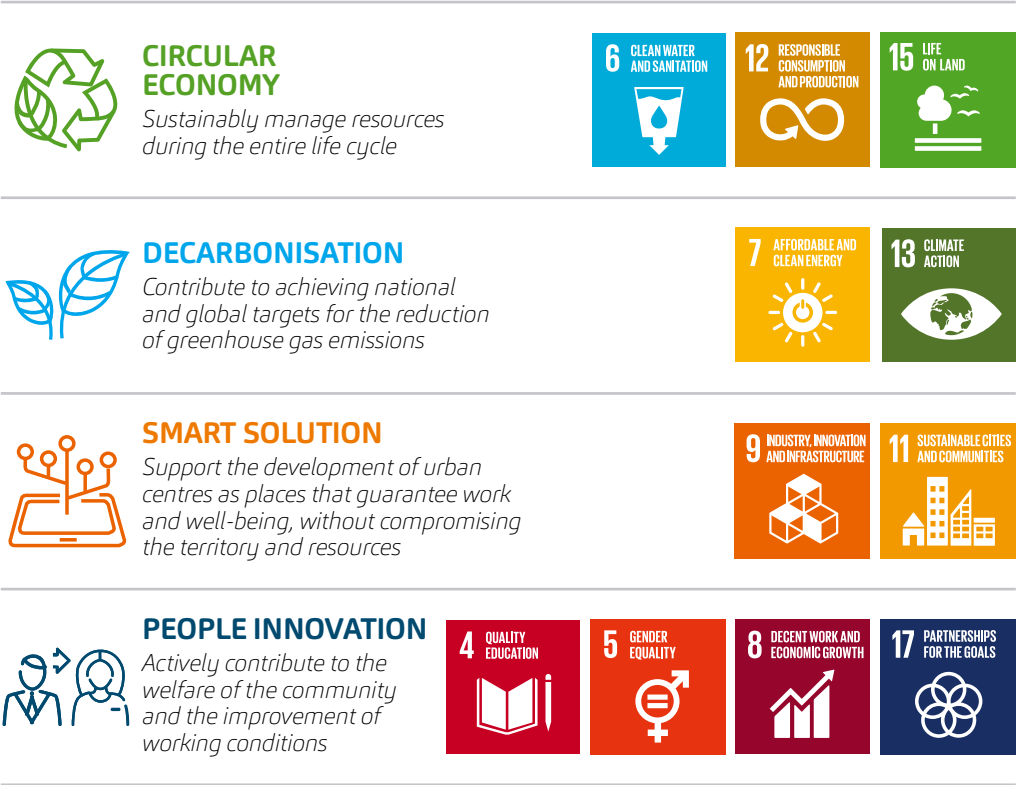 CIRCULAR
ECONOMY
Sustainably manage resources
during the entire life cycle
6 CLEAN WATER
AND SANITATION
12 RESPONSIBLE
CONSUMPTION
AND PRODUCTION
15 LIFE
ON LAND
DECARBONISATION
Contribute to achieving national
and global targets for the reduction
of greenhouse gas emissions
7 AFFORDABLE AND
CLEAN ENERGY
13 CLIMATE
ACTION
SMART SOLUTION
Support the development of urban
centres as places that guarantee work
and well-being, without compromising
the territory and resources
9 INDUSTRY, INNOVATION
AND INFRASTRUCTURE
11 SUSTAINABLE CITIES
AND COMMUNITIES
PEOPLE INNOVATION
Actively contribute to the
welfare of the community
and the improvement of
working conditions
4 QUALITY
EDUCATION
5 GENDER
EQUALITY
8 DECENT WORK AND
ECONOMIC GROWTH
17 PARTNERSHIPS
FOR THE GOALS